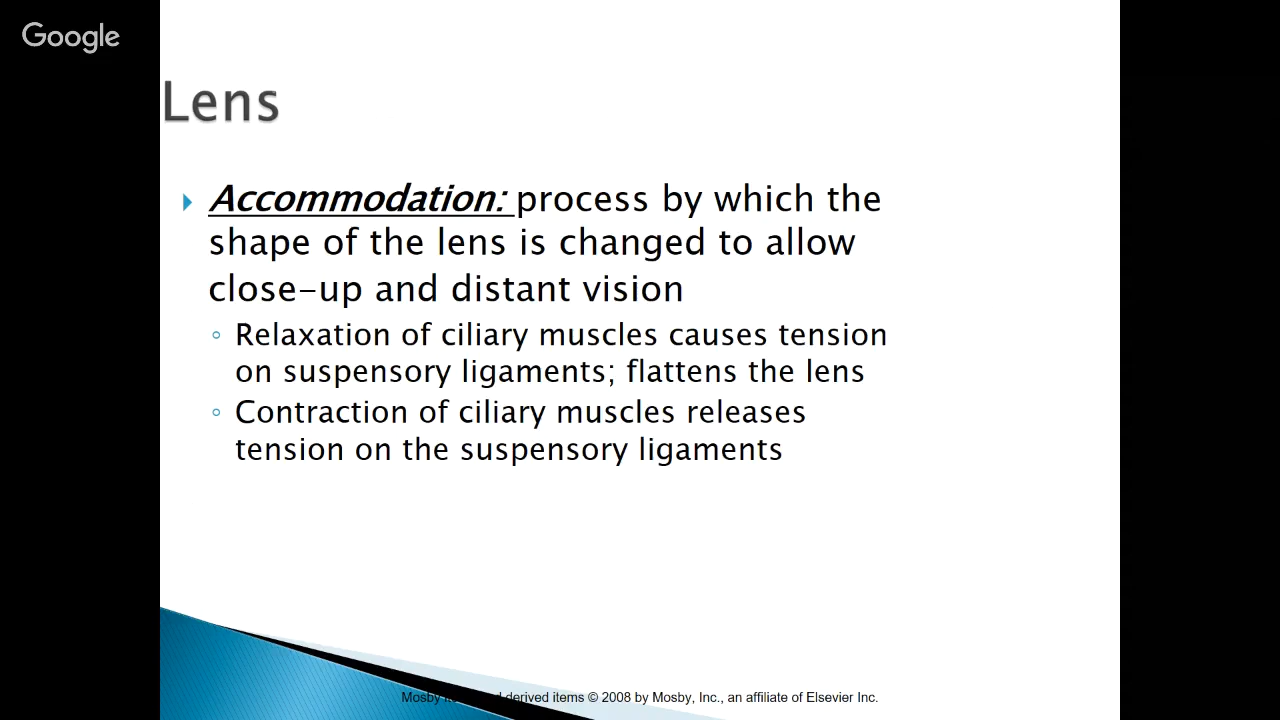 Google
Lens
Accommodation: process by which the
shape of the lens is changed to allow
close-up and distant vision
Relaxation of ciliary muscles causes tension
on suspensory ligaments; flattens the lens
Contraction of ciliary muscles releases
tension on the suspensory ligaments
Mosby derived items © 2008 by Mosby, Inc., an affiliate of Elsevier Inc.